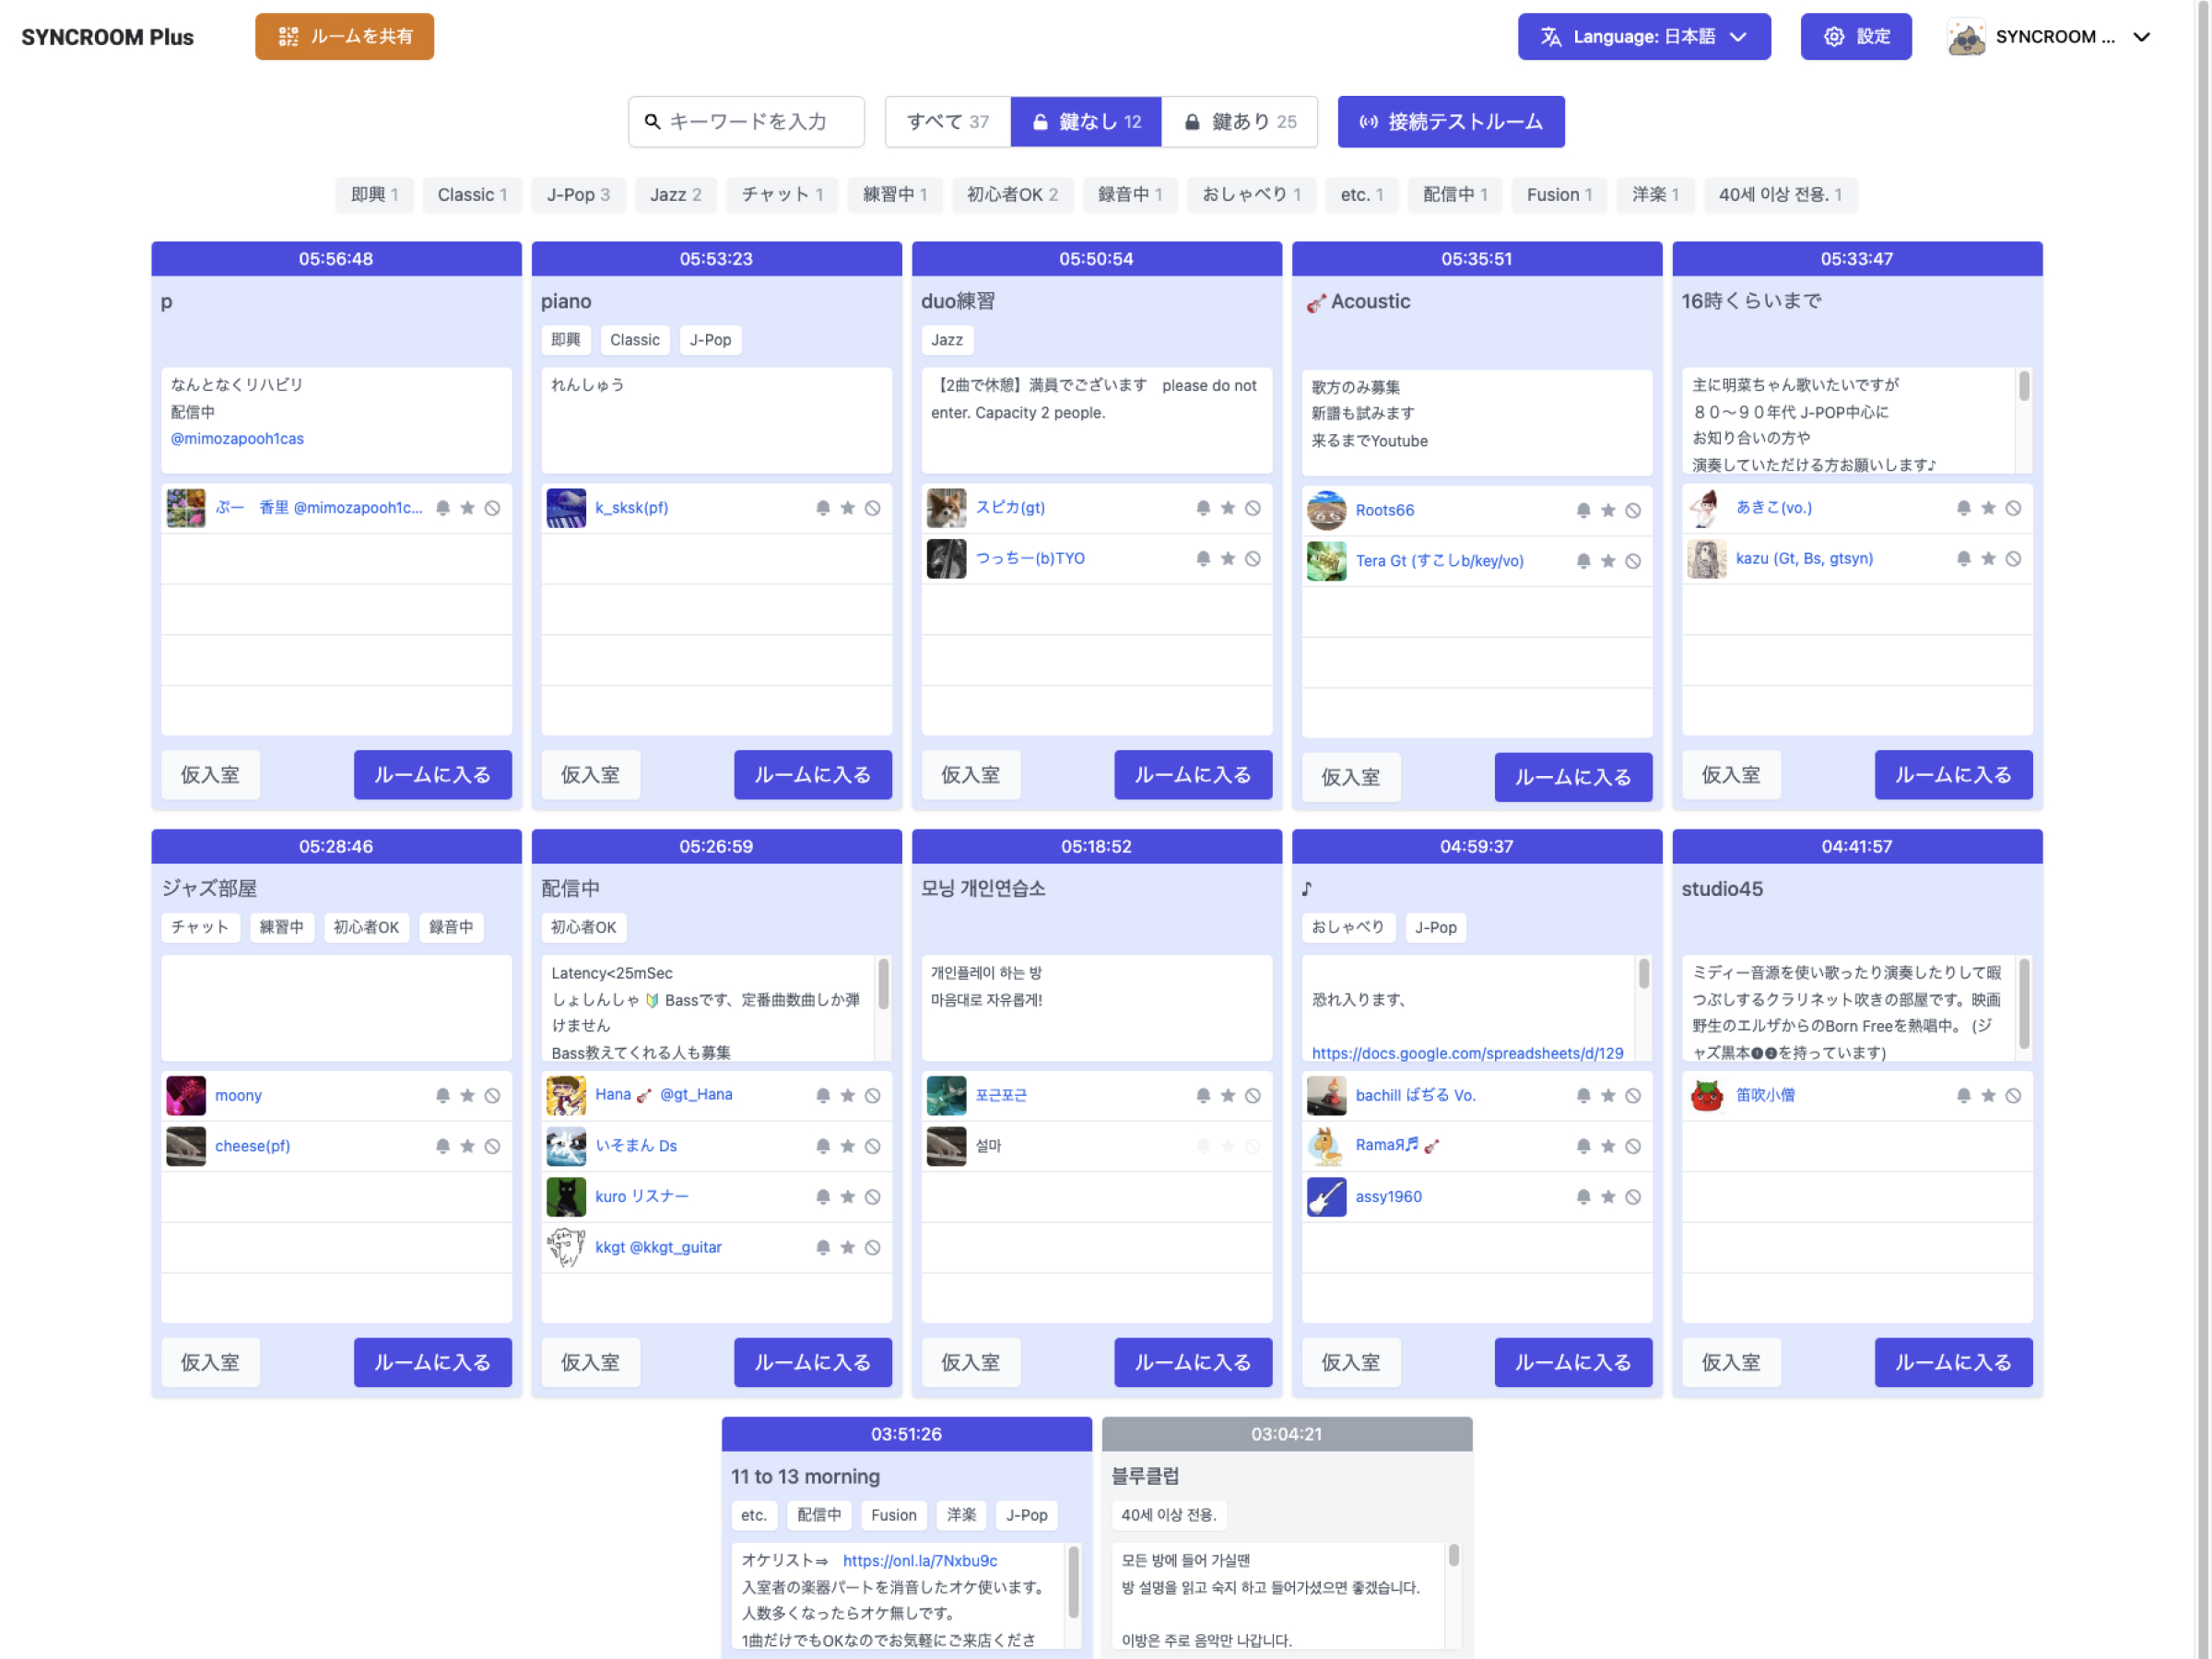 SYNCROOM Plus
ルームを共有
Language: 日本語
設定
SYNCROOM ...
キーワードを入力
すべて 37
鍵なし 12
鍵あり 25
接続テストルーム
即興 1
Classic 1
J-Pop 3
Jazz 2
チャット 1
練習中 1
初心者OK 2
録音中 1
おしゃべり 1
etc. 1
配信中 1
Fusion 1
洋楽 1
40세 이상 전용. 1
05:56:48
p
なんとなくリハビリ
配信中
@mimozapooh1cas
ぷー　香里 @mimozapooh1c...
仮入室
ルームに入る
05:53:23
piano
即興
Classic
J-Pop
れんしゅう
k_sksk(pf)
仮入室
ルームに入る
05:50:54
duo練習
Jazz
【2曲で休憩】満員でございます　please do not
enter. Capacity 2 people.
スピカ(gt)
つっちー(b)TYO
仮入室
ルームに入る
05:35:51
🎸Acoustic
歌方のみ募集
新譜も試みます
来るまでYoutube
Roots66
Tera Gt (すこしb/key/vo)
仮入室
ルームに入る
05:33:47
16時くらいまで
主に明菜ちゃん歌いたいですが
８０〜９０年代 J-POP中心に
お知り合いの方や
演奏していただける方お願いします♪
あきこ(vo.)
kazu (Gt, Bs, gtsyn)
仮入室
ルームに入る
05:28:46
ジャズ部屋
チャット
練習中
初心者OK
録音中
moony
cheese(pf)
仮入室
ルームに入る
05:26:59
配信中
初心者OK
Latency<25mSec
しょしんしゃ🔰Bassです、定番曲数曲しか弾
けません
Bass教えてくれる人も募集
Hana🎸 @gt_Hana
いそまん Ds
kuro リスナー
kkgt @kkgt_guitar
仮入室
ルームに入る
05:18:52
모닝 개인연습소
개인플레이 하는 방
마음대로 자유롭게!
포근포근
설마
仮入室
ルームに入る
04:59:37
♪
おしゃべり
J-Pop
恐れ入ります、
https://docs.google.com/spreadsheets/d/129
bachill ばぢる Vo.
RamaЯ🎵🎸
assy1960
仮入室
ルームに入る
04:41:57
studio45
ミディー音源を使い歌ったり演奏したりして暇
つぶしするクラリネット吹きの部屋です。映画
野生のエルザからのBorn Freeを熱唱中。 (ジ
ャズ黒本❶❷を持っています)
笛吹小僧
仮入室
ルームに入る
03:51:26
11 to 13 morning
etc.
配信中
Fusion
洋楽
J-Pop
オケリスト⇒　https://onl.la/7Nxbu9c
入室者の楽器パートを消音したオケ使います。
人数多くなったらオケ無しです。
1曲だけでもOKなのでお気軽にご来店くださ
03:04:21
블루클럽
40세 이상 전용.
모든 방에 들어 가실땐
방 설명을 읽고 숙지 하고 들어가셨으면 좋겠습니다.
이방은 주로 음악만 나갑니다.